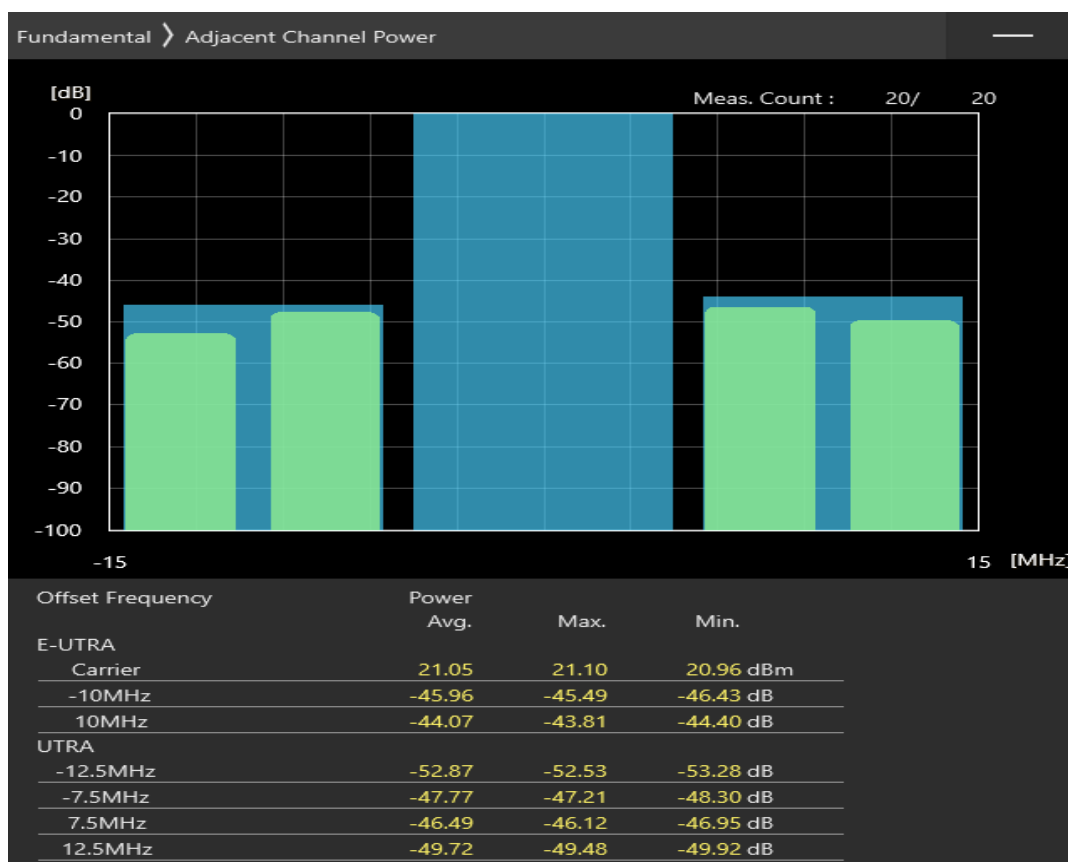 Fundamental ❯ Adjacent Channel Power
[dB]
Meas. Count : 20/ 20
0
-10
-20
-30
-40
-50
-60
-70
-80
-90
-100
-15 15 [MHz]
Offset Frequency Power
Avg. Max. Min.
E-UTRA
Carrier 21.05 21.10 20.96 dBm
-10MHz -45.96 -45.49 -46.43 dB
10MHz -44.07 -43.81 -44.40 dB
UTRA
-12.5MHz -52.87 -52.53 -53.28 dB
-7.5MHz -47.77 -47.21 -48.30 dB
7.5MHz -46.49 -46.12 -46.95 dB
12.5MHz -49.72 -49.48 -49.92 dB